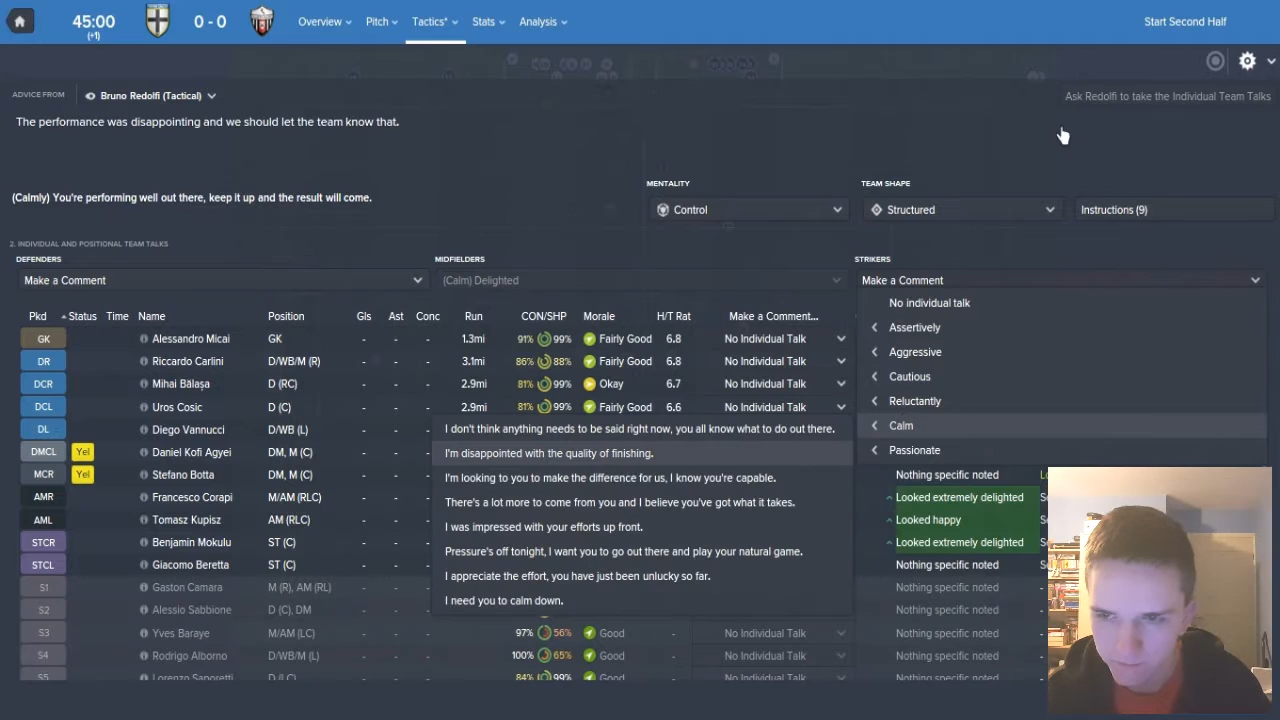 45:00 0 - 0 Overview Pitch Tactics* Stats Analysis Start Second Half
(+1)
ADVICE FROM Bruno Redolfi (Tactical) Ask Redolfi to take the Individual Team Talks
The performance was disappointing and we should let the team know that.
MENTALITY TEAM SHAPE
(Calmly) You're performing well out there, keep it up and the result will come.
Control Structured Instructions (9)
2. INDIVIDUAL AND POSITIONAL TEAM TALKS
DEFENDERS MIDFIELDERS STRIKERS
Make a Comment (Calm) Delighted Make a Comment
No individual talk
Pkd Status Time Name Position Gls Ast Conc Run CON/SHP Morale H/T Rat Make a Comment...
Assertively
GK Alessandro Micai GK - - - 1.3mi 91% 99% Fairly Good 6.8 No Individual Talk
Aggressive
DR Riccardo Carlini D/WB/M (R) - - - 3.1mi 86% 88% Fairly Good 6.8 No Individual Talk
Cautious
DCR Mihai Bălaşa D (RC) - - - 2.9mi 81% 99% Okay 6.7 No Individual Talk
Reluctantly
DCL Uros Cosic D (C) - - - 2.9mi 81% 99% Fairly Good 6.6 No Individual Talk
Calm
DL Diego Vannucci D/WB (L) - - - I don't think anything needs to be said right now, you all know what to do out there.
Passionate
DMCL Yel Daniel Kofi Agyei DM, M (C) - - - I'm disappointed with the quality of finishing.
MCR Yel Stefano Botta DM, M (C) - - - I'm looking to you to make the difference for us, I know you're capable. Nothing specific noted
AMR Francesco Corapi M/AM (RLC) - - - There's a lot more to come from you and I believe you've got what it takes. Looked extremely delighted
AML Tomasz Kupisz AM (RLC) - - - I was impressed with your efforts up front. Looked happy
STCR Benjamin Mokulu ST (C) - - - Pressure's off tonight, I want you to go out there and play your natural game. Looked extremely delighted
STCL Giacomo Beretta ST (C) - - - I appreciate the effort, you have just been unlucky so far. Nothing specific noted
S1 Gaston Camara M (R), AM (RL) - - - I need you to calm down. Nothing specific noted
S2 Alessio Sabbione D (C), DM - - - Nothing specific noted
S3 Yves Baraye M/AM (LC) - - - 97% 56% Good - No Individual Talk Nothing specific noted
S4 Rodrigo Alborno D/WB/M (L) - - - 100% 65% Good - No Individual Talk Nothing specific noted
S5 Lorenzo Saporetti D (LC) - - - 84% 99% Good - No Individual Talk Nothing specific noted